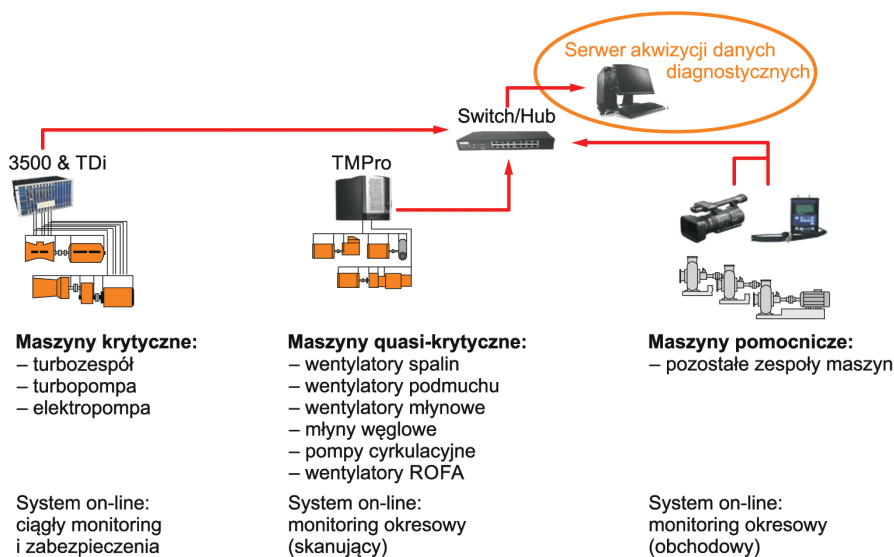 Serwer akwizycji danych
diagnostycznych
Switch/Hub
3500 & TDi
TMPro
Maszyny krytyczne:
– turbozespół
– turbopompa
– elektropompa
Maszyny quasi-krytyczne:
– wentylatory spalin
– wentylatory podmuchu
– wentylatory młynowe
– młyny węglowe
– pompy cyrkulacyjne
– wentylatory ROFA
Maszyny pomocnicze:
– pozostałe zespoły maszyn
System on-line:
ciągły monitoring
i zabezpieczenia
System on-line:
monitoring okresowy
(skanujący)
System on-line:
monitoring okresowy
(obchodowy)